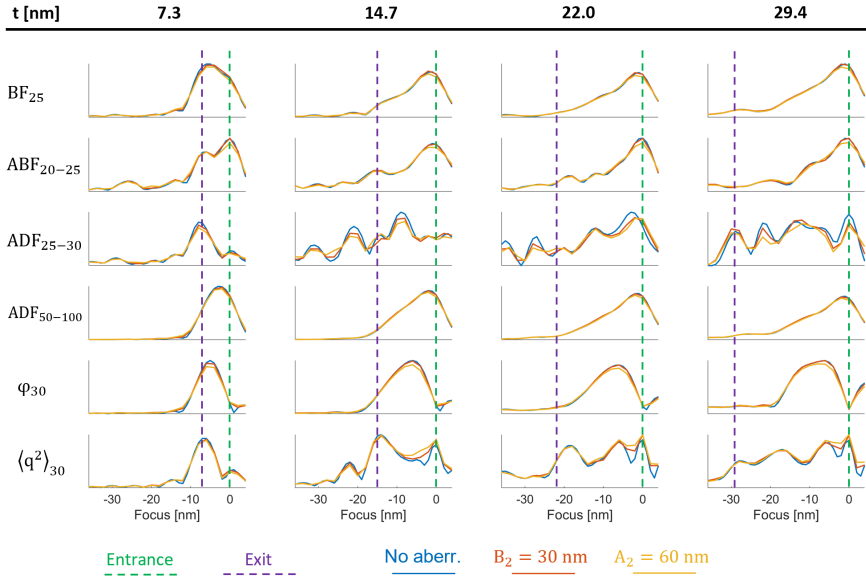 t [nm] 7.3 14.7 22.0 29.4
BF₂₅
ABF₂₀₋₂₅
ADF₂₅₋₃₀
ADF₅₀₋₁₀₀
φ₃₀
⟨q²⟩₃₀
-30 -20 -10 0 -30 -20 -10 0 -30 -20 -10 0 -30 -20 -10 0
Focus [nm] Focus [nm] Focus [nm] Focus [nm]
Entrance Exit No aberr. B₂ = 30 nm A₂ = 60 nm